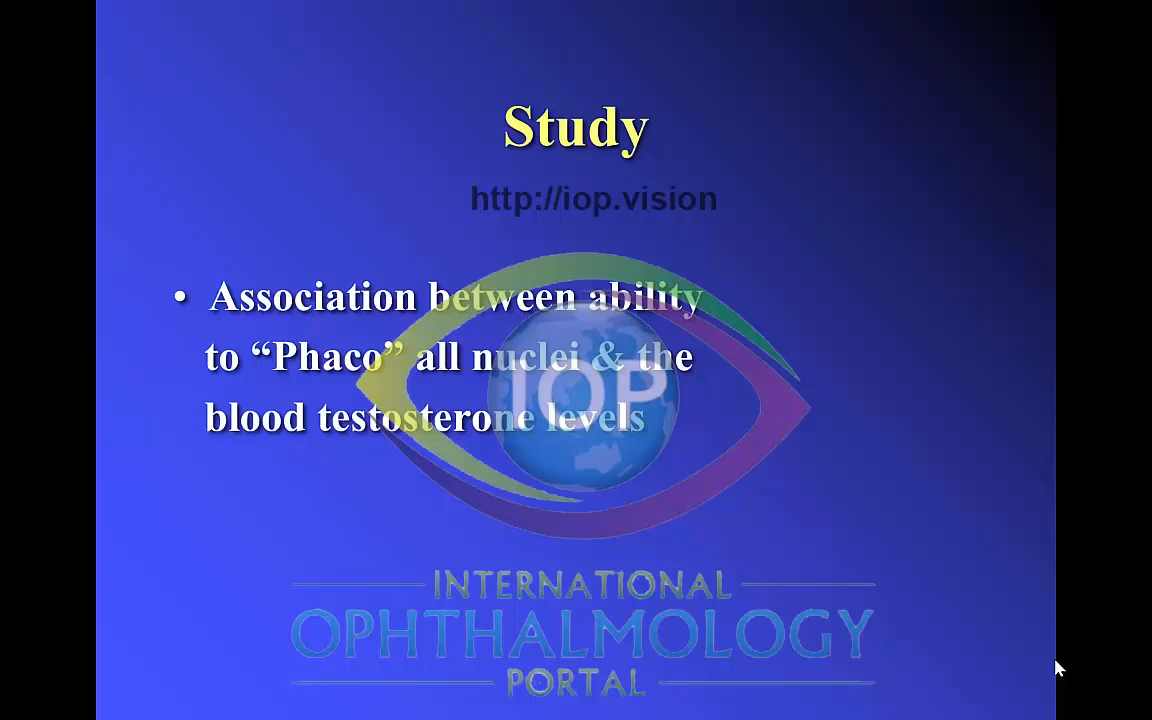 Study
http://iop.vision
• Association between ability
to “Phaco” all nuclei & the
blood testosterone levels
IOP
INTERNATIONAL
OPHTHALMOLOGY
PORTAL